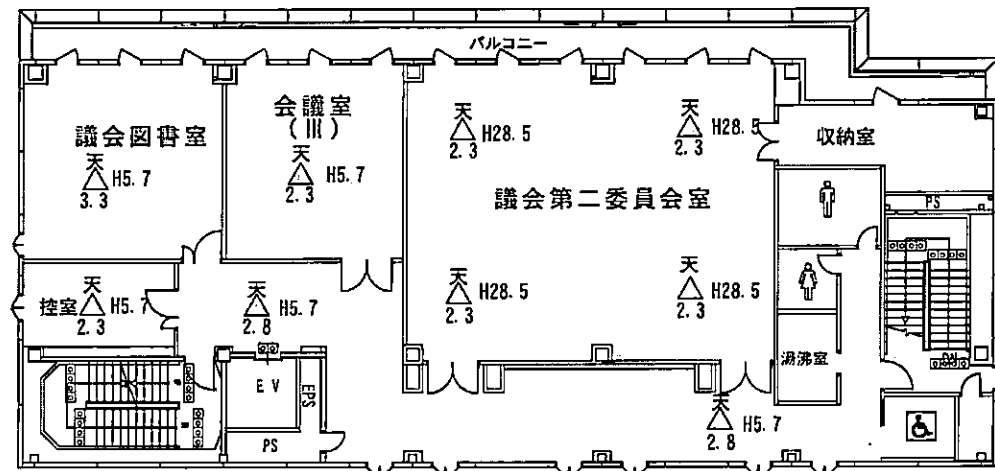 バルコニー
議会図書室
天
H5.7
3.3
会議室
(III)
天
H5.7
2.3
天
H28.5
2.3
天
H28.5
2.3
議会第二委員会室
収納室
PS
控室
天
H5.7
2.3
天
H5.7
2.8
天
H28.5
2.3
天
H28.5
2.3
湯沸室
DN
EV
EPS
PS
天
H5.7
2.8